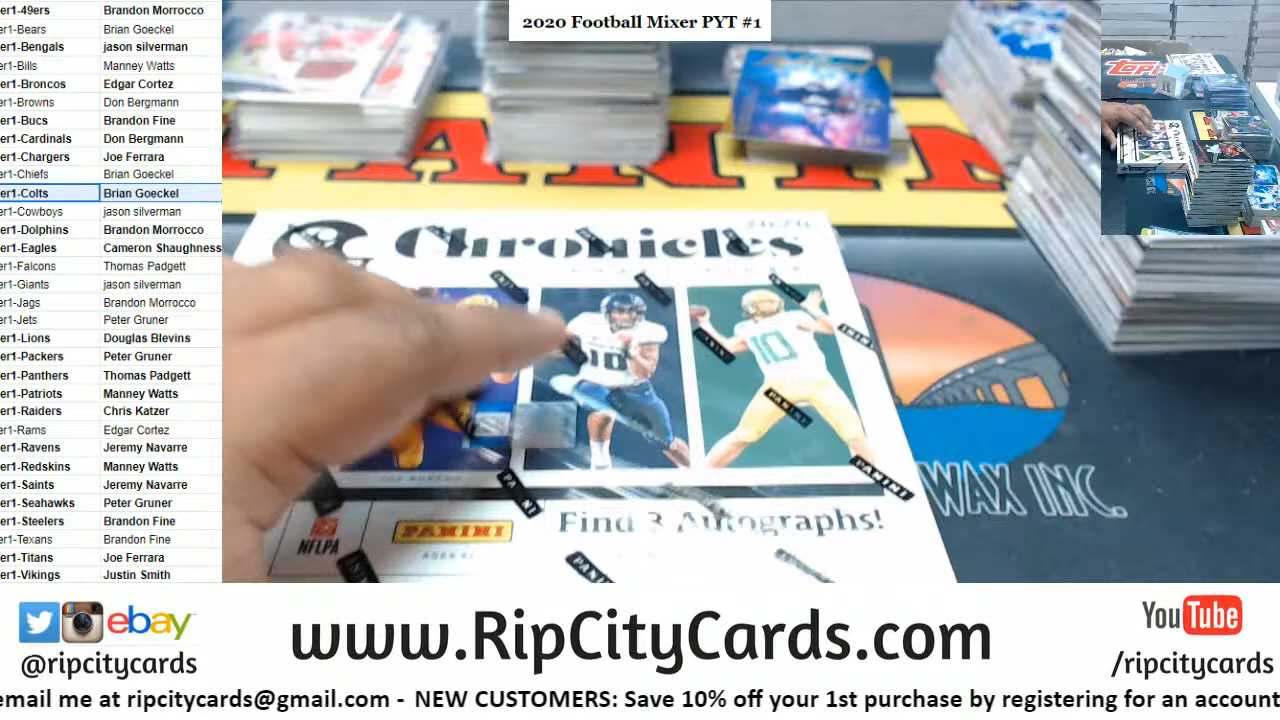 2020 Football Mixer PYT #1
er1-49ers Brandon Morrocco
er1-Bears Brian Goeckel
er1-Bengals jason silverman
er1-Bills Manney Watts
er1-Broncos Edgar Cortez
er1-Browns Don Bergmann
er1-Bucs Brandon Fine
er1-Cardinals Don Bergmann
er1-Chargers Joe Ferrara
er1-Chiefs Brian Goeckel
er1-Colts Brian Goeckel
er1-Cowboys jason silverman
er1-Dolphins Brandon Morrocco
er1-Eagles Cameron Shaughness
er1-Falcons Thomas Padgett
er1-Giants jason silverman
er1-Jags Brandon Morrocco
er1-Jets Peter Gruner
er1-Lions Douglas Blevins
er1-Packers Peter Gruner
er1-Panthers Thomas Padgett
er1-Patriots Manney Watts
er1-Raiders Chris Katzer
er1-Rams Edgar Cortez
er1-Ravens Jeremy Navarre
er1-Redskins Manney Watts
er1-Saints Jeremy Navarre
er1-Seahawks Peter Gruner
er1-Steelers Brandon Fine
er1-Texans Brandon Fine
er1-Titans Joe Ferrara
er1-Vikings Justin Smith
PANINI
2020
Chronicles
10
10
PANINI
NFLPA
PANINI
Find 3 Autographs!
WAX INC.
Topps
ebay
@ripcitycards
www.RipCityCards.com
YouTube
/ripcitycards
email me at ripcitycards@gmail.com - NEW CUSTOMERS: Save 10% off your 1st purchase by registering for an account